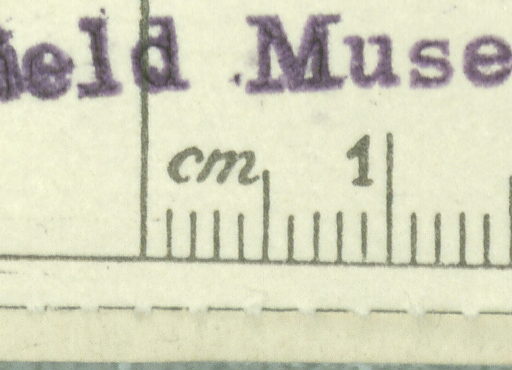 ield Muse
cm 1